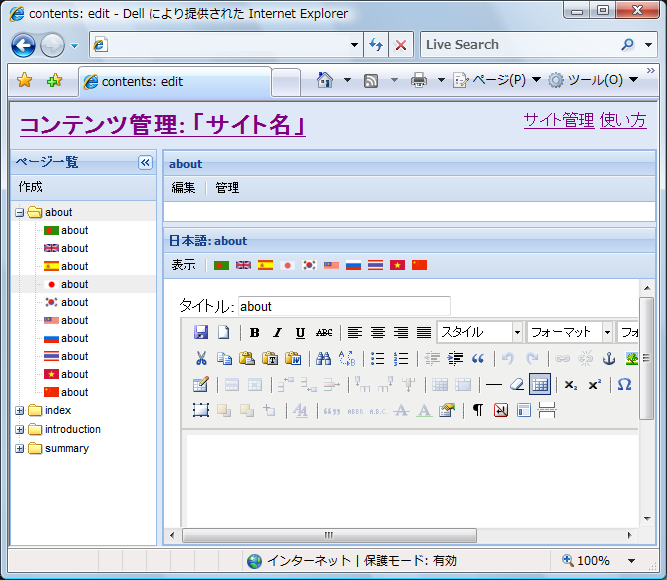 contents: edit - Dell により提供された Internet Explorer
Live Search
contents: edit
ページ(P)
ツール(O)
コンテンツ管理: 「サイト名」
サイト管理 使い方
ページ一覧
作成
about
about
about
about
about
about
about
about
about
about
about
index
introduction
summary
about
編集 管理
日本語: about
表示
タイトル: about
B I U ABC
スタイル
フォーマット
フォ
x₂ x² Ω
ABBR A.B.C. A A
インターネット | 保護モード: 有効
100%